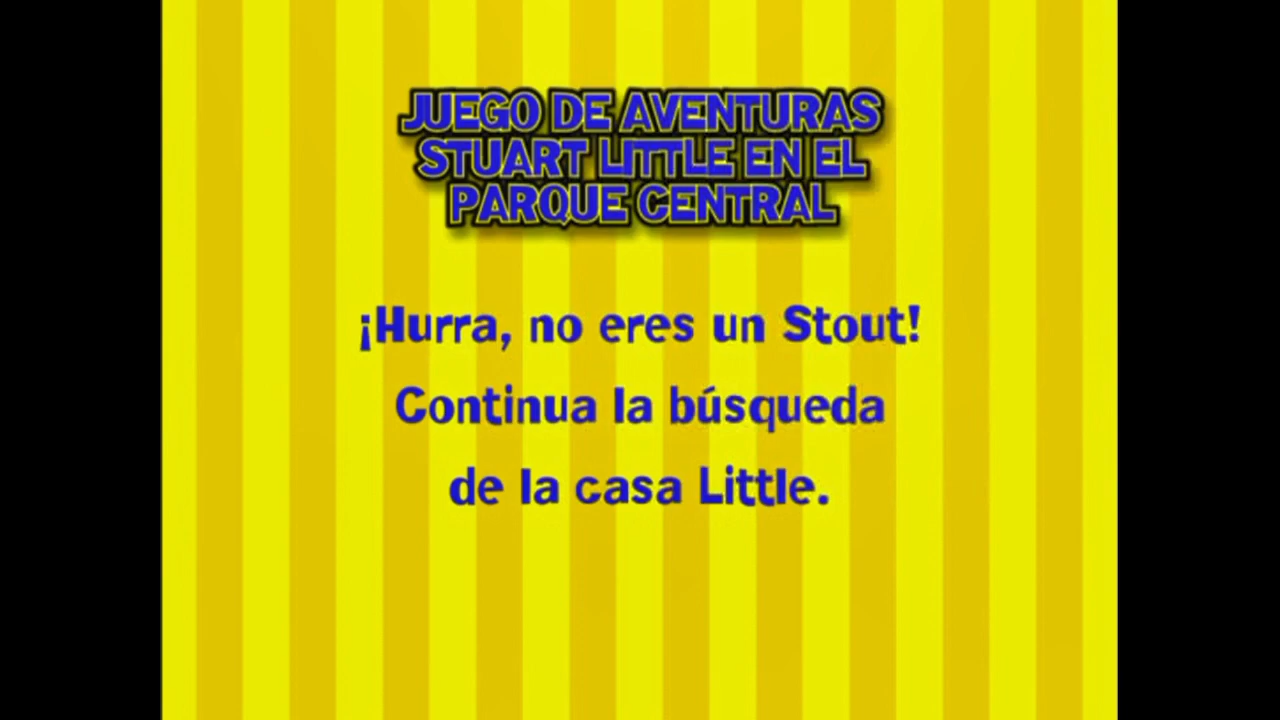 JUEGO DE AVENTURAS
STUART LITTLE EN EL
PARQUE CENTRAL
¡Hurra, no eres un Stout!
Continua la búsqueda
de la casa Little.